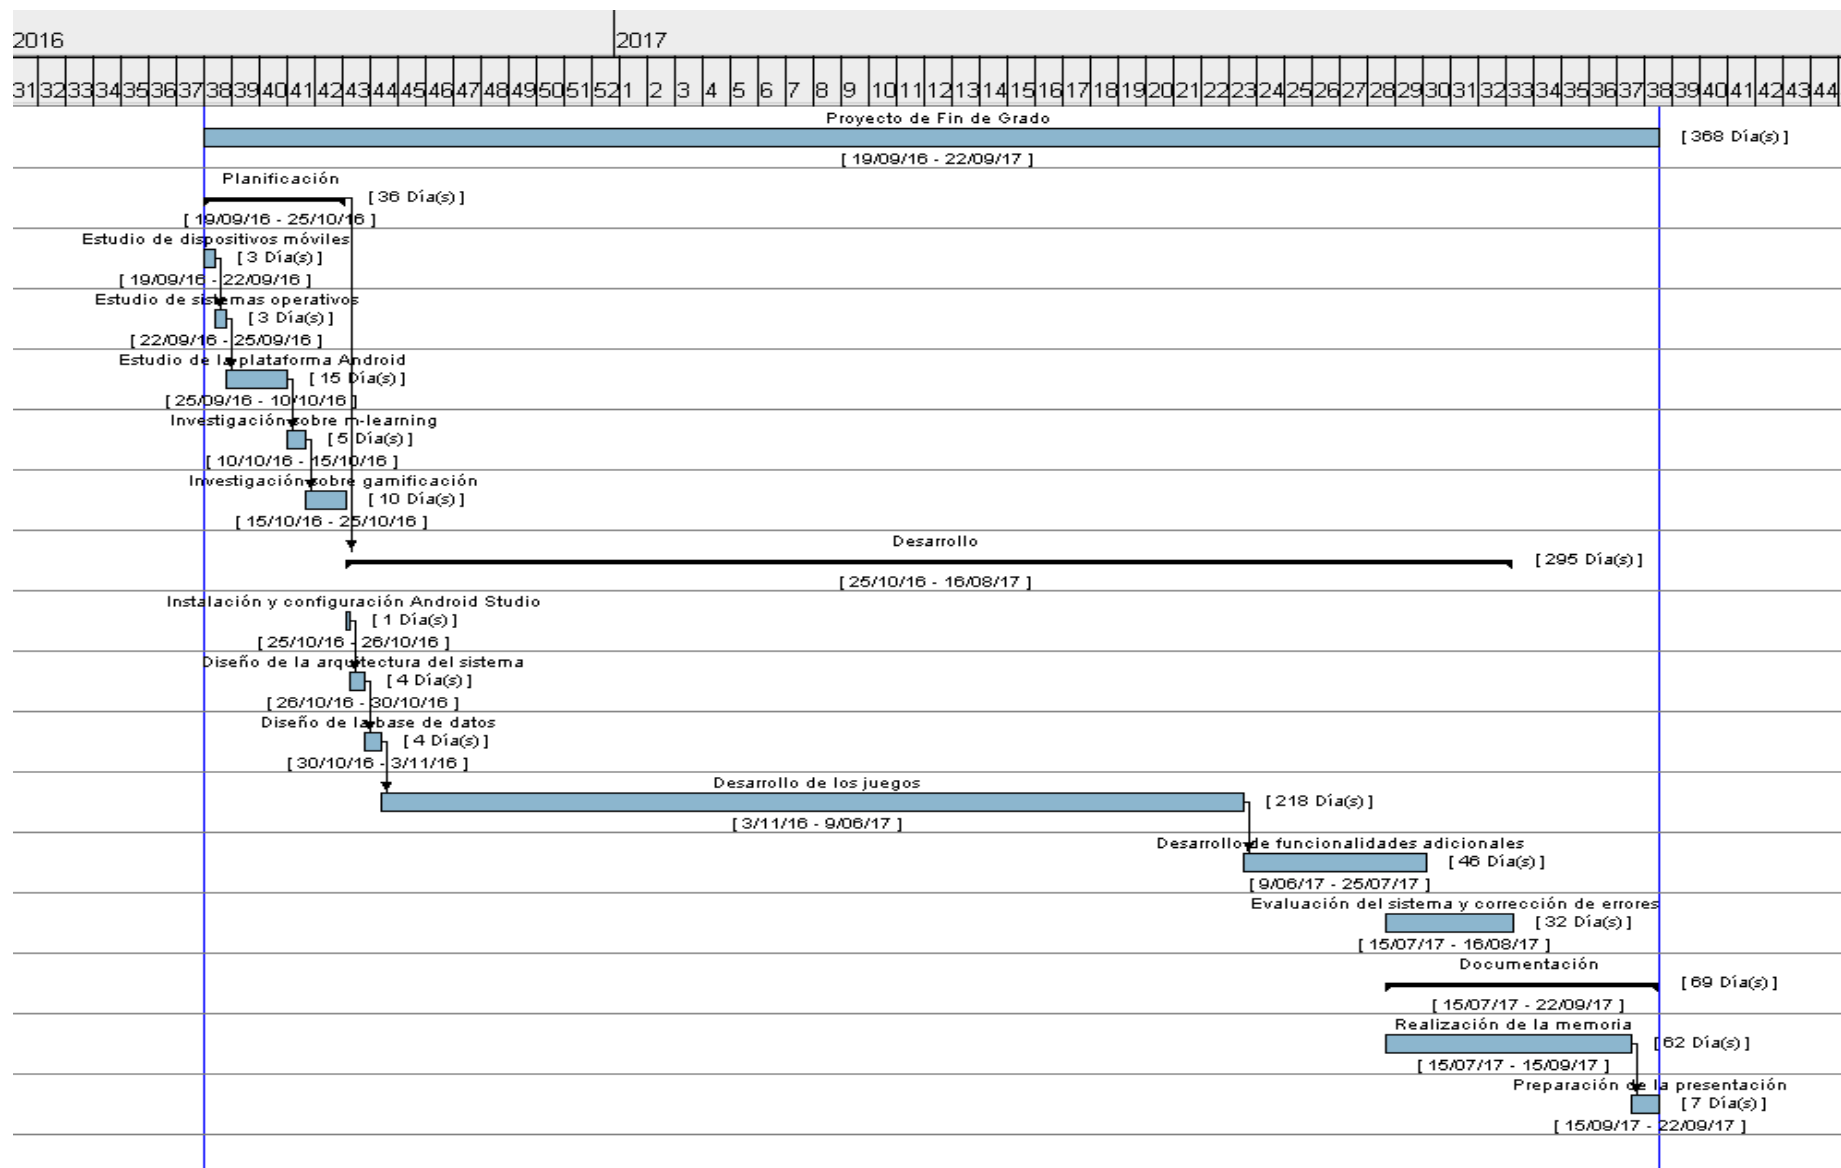 2016 2017
31 32 33 34 35 36 37 38 39 40 41 42 43 44 45 46 47 48 49 50 51 52 1 2 3 4 5 6 7 8 9 10 11 12 13 14 15 16 17 18 19 20 21 22 23 24 25 26 27 28 29 30 31 32 33 34 35 36 37 38 39 40 41 42 43 44
Proyecto de Fin de Grado
[ 368 Día(s) ]
[ 19/09/16 - 22/09/17 ]
Planificación
[ 36 Día(s) ]
[ 19/09/16 - 25/10/16 ]
Estudio de dispositivos móviles
[ 3 Día(s) ]
[ 19/09/16 - 22/09/16 ]
Estudio de sistemas operativos
[ 3 Día(s) ]
[ 22/09/16 - 25/09/16 ]
Estudio de la plataforma Android
[ 15 Día(s) ]
[ 25/09/16 - 10/10/16 ]
Investigación sobre m-learning
[ 5 Día(s) ]
[ 10/10/16 - 15/10/16 ]
Investigación sobre gamificación
[ 10 Día(s) ]
[ 15/10/16 - 25/10/16 ]
Desarrollo
[ 295 Día(s) ]
[ 25/10/16 - 16/08/17 ]
Instalación y configuración Android Studio
[ 1 Día(s) ]
[ 25/10/16 - 26/10/16 ]
Diseño de la arquitectura del sistema
[ 4 Día(s) ]
[ 26/10/16 - 30/10/16 ]
Diseño de la base de datos
[ 4 Día(s) ]
[ 30/10/16 - 3/11/16 ]
Desarrollo de los juegos
[ 218 Día(s) ]
[ 3/11/16 - 9/06/17 ]
Desarrollo de funcionalidades adicionales
[ 46 Día(s) ]
[ 9/06/17 - 25/07/17 ]
Evaluación del sistema y corrección de errores
[ 32 Día(s) ]
[ 15/07/17 - 16/08/17 ]
Documentación
[ 69 Día(s) ]
[ 15/07/17 - 22/09/17 ]
Realización de la memoria
[ 62 Día(s) ]
[ 15/07/17 - 15/09/17 ]
Preparación de la presentación
[ 7 Día(s) ]
[ 15/09/17 - 22/09/17 ]